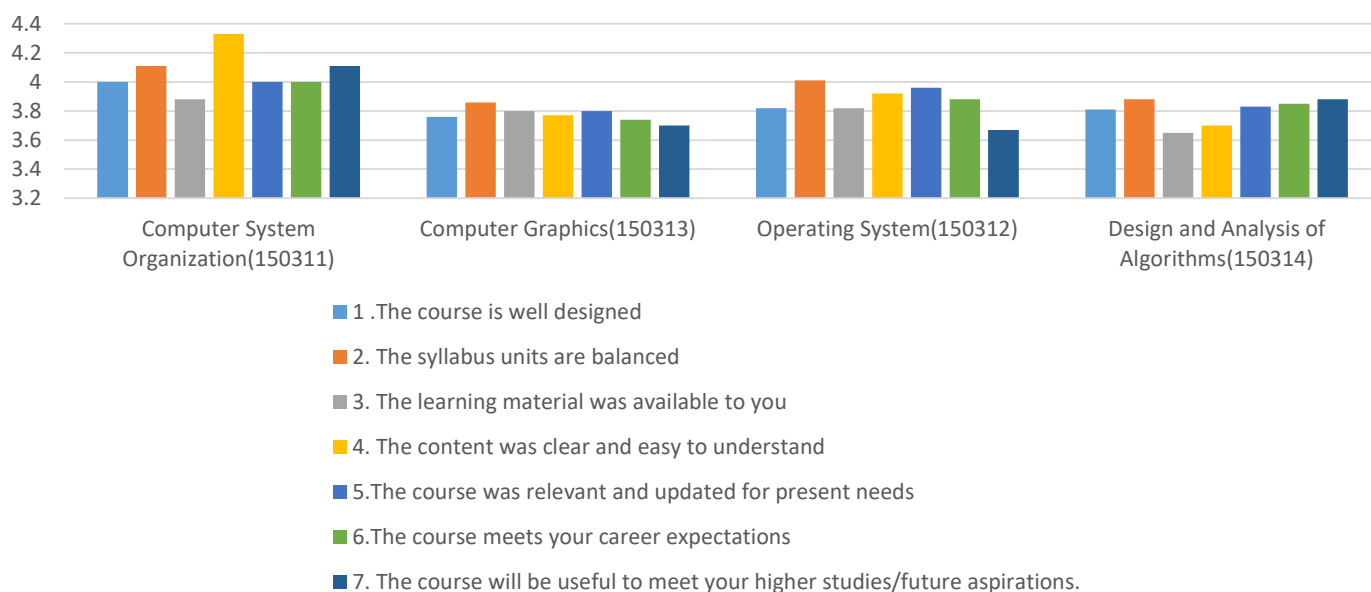 4.4
4.2
4
3.8
3.6
3.4
3.2
Computer System
Organization(150311)
Computer Graphics(150313)
Operating System(150312)
Design and Analysis of
Algorithms(150314)
1 .The course is well designed
2. The syllabus units are balanced
3. The learning material was available to you
4. The content was clear and easy to understand
5.The course was relevant and updated for present needs
6.The course meets your career expectations
7. The course will be useful to meet your higher studies/future aspirations.